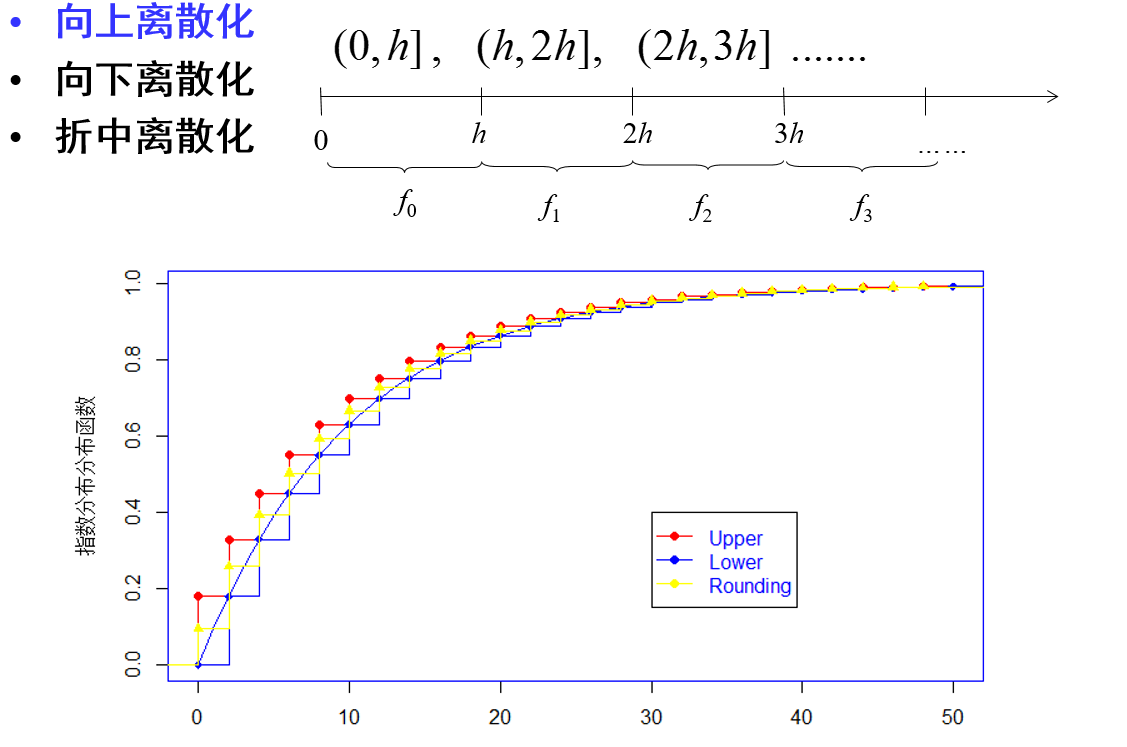 • 向上离散化
• 向下离散化
• 折中离散化
(0, h] , (h, 2h], (2h, 3h] .......
0 h 2h 3h ... ...
f₀ f₁ f₂ f₃
指数分布分布函数
1.0
0.8
0.6
0.4
0.2
0.0
Upper
Lower
Rounding
0 10 20 30 40 50